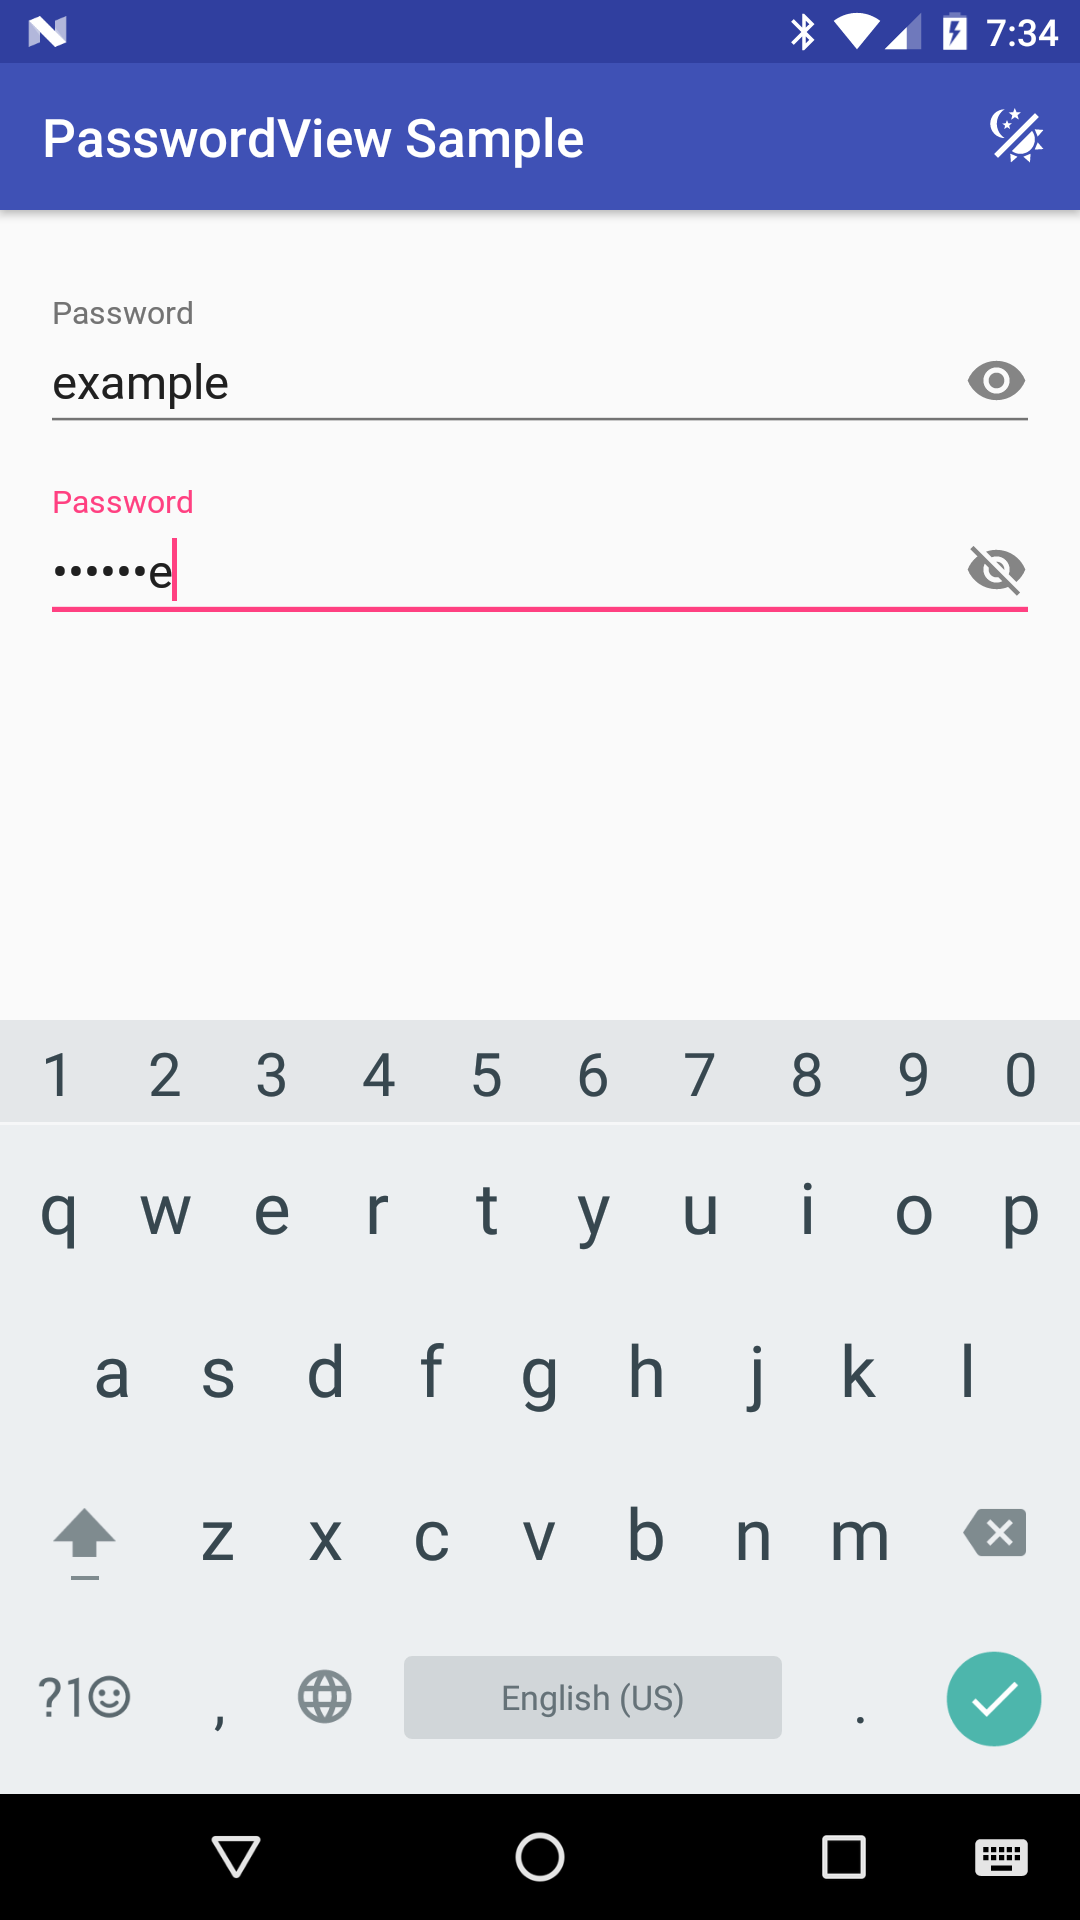 7:34
PasswordView Sample
Password
example
Password
••••••e
1 2 3 4 5 6 7 8 9 0
q w e r t y u i o p
a s d f g h j k l
z x c v b n m
?1☺ , English (US) .